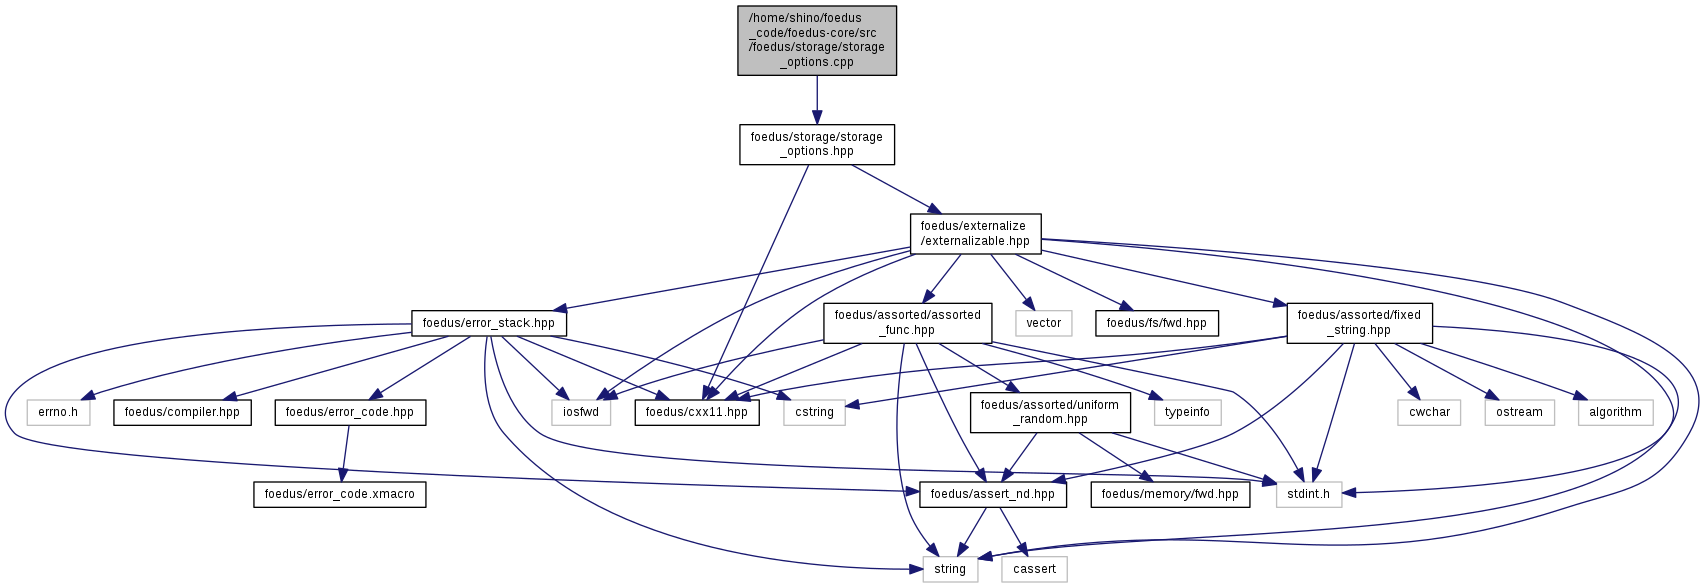 /home/shino/foedus
_code/foedus-core/src
/foedus/storage/storage
_options.cpp
foedus/storage/storage
_options.hpp
foedus/externalize
/externalizable.hpp
foedus/error_stack.hpp
foedus/assorted/assorted
_func.hpp
vector
foedus/fs/fwd.hpp
foedus/assorted/fixed
_string.hpp
errno.h
foedus/compiler.hpp
foedus/error_code.hpp
iosfwd
foedus/cxx11.hpp
cstring
foedus/assorted/uniform
_random.hpp
typeinfo
cwchar
ostream
algorithm
foedus/error_code.xmacro
foedus/assert_nd.hpp
foedus/memory/fwd.hpp
stdint.h
string
cassert